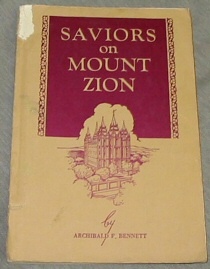 SAVIORS
on
MOUNT
ZION
by
ARCHIBALD F. BENNETT